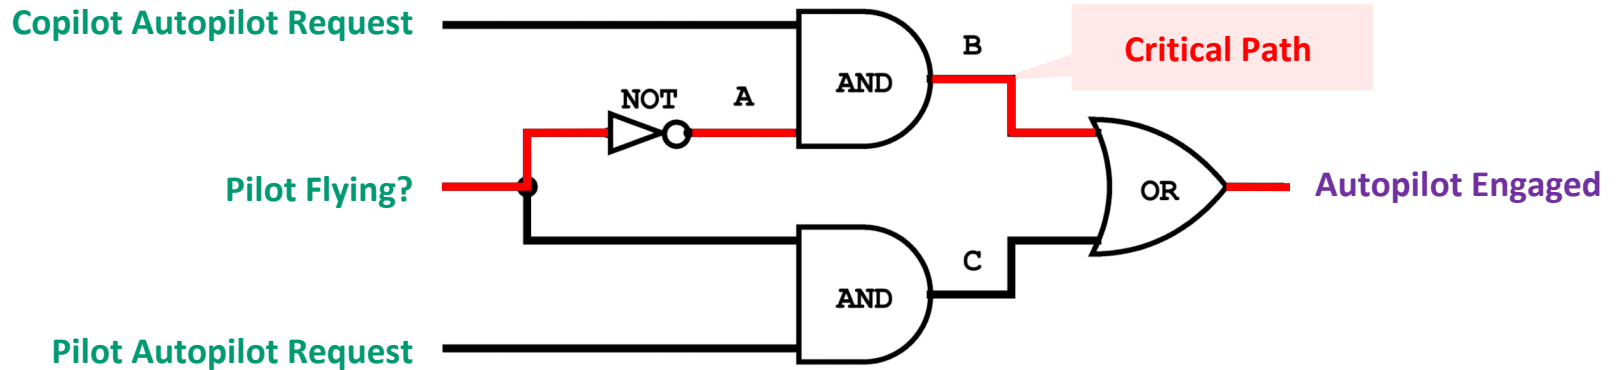 Copilot Autopilot Request
B
Critical Path
AND
NOT
A
Pilot Flying?
OR
Autopilot Engaged
C
AND
Pilot Autopilot Request